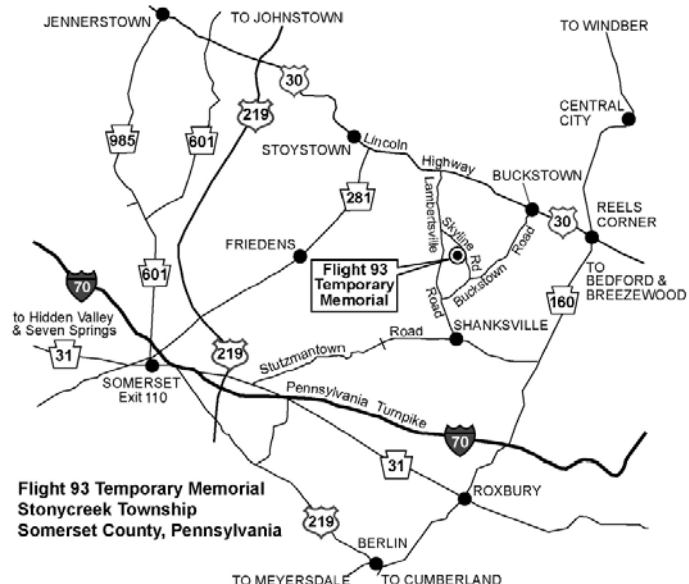 JENNERSTOWN
TO JOHNSTOWN
TO WINDBER
30
219
CENTRAL
CITY
985
601
STOYSTOWN
Lincoln
Highway
BUCKSTOWN
281
Lambertsville
Road
Skyline
Rd
30
REELS
CORNER
FRIEDENS
Flight 93
Temporary
Memorial
Buckstown
Road
TO
BEDFORD &
BREEZEWOOD
70
601
160
to Hidden Valley
& Seven Springs
31
SOMERSET
Exit 110
219
Stutzmantown
Road
SHANKSVILLE
Pennsylvania Turnpike
70
31
Flight 93 Temporary Memorial
Stonycreek Township
Somerset County, Pennsylvania
ROXBURY
219
BERLIN
TO MEYERSDALE
TO CUMBERLAND